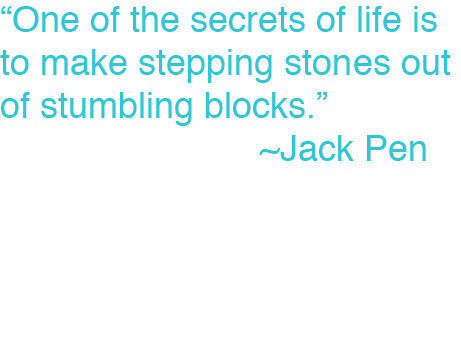 “One of the secrets of life is
to make stepping stones out
of stumbling blocks.”
~Jack Pen